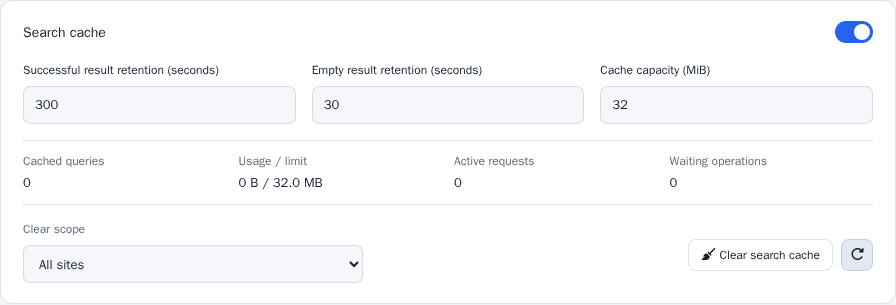 Search cache
Successful result retention (seconds) Empty result retention (seconds) Cache capacity (MiB)
300 30 32
Cached queries Usage / limit Active requests Waiting operations
0 0 B / 32.0 MB 0 0
Clear scope
All sites Clear search cache